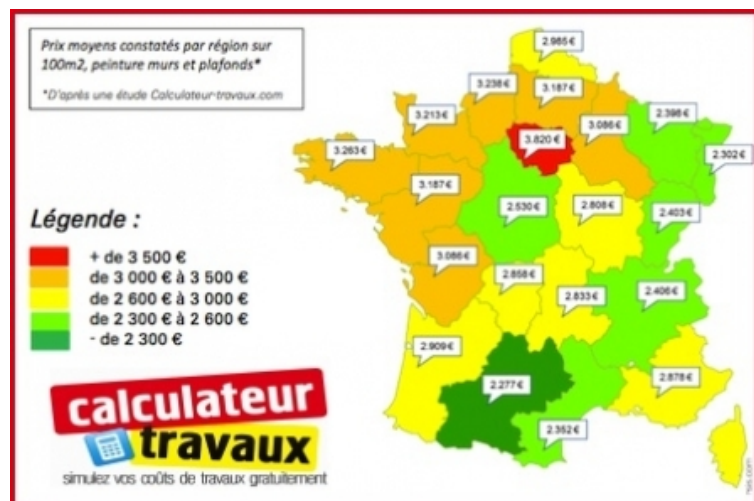 Prix moyens constatés par région sur
100m2, peinture murs et plafonds*
*D'après une étude Calculateur-travaux.com
2.985€
3.238€
3.187€
3.213€
3.086€
2.398€
3.820€
2.302€
3.263€
3.187€
2.530€
2.808€
2.403€
3.086€
2.858€
2.833€
2.406€
2.909€
2.277€
2.878€
2.352€
Légende :
+ de 3 500 €
de 3 000 € à 3 500 €
de 2 600 € à 3 000 €
de 2 300 € à 2 600 €
- de 2 300 €
calculateur
travaux
simulez vos coûts de travaux gratuitement